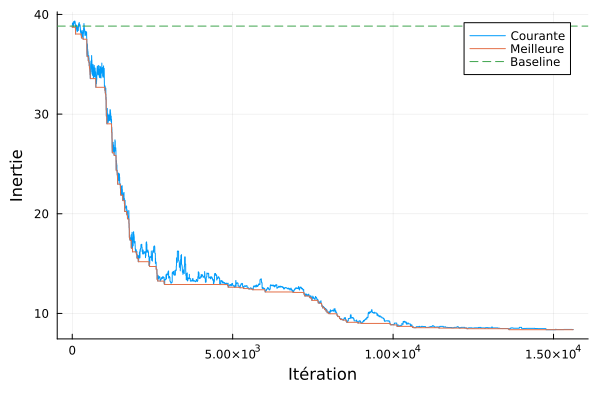 40
30
20
10
Inertie
Courante
Meilleure
Baseline
0
5.00×10³
1.00×10⁴
1.50×10⁴
Itération